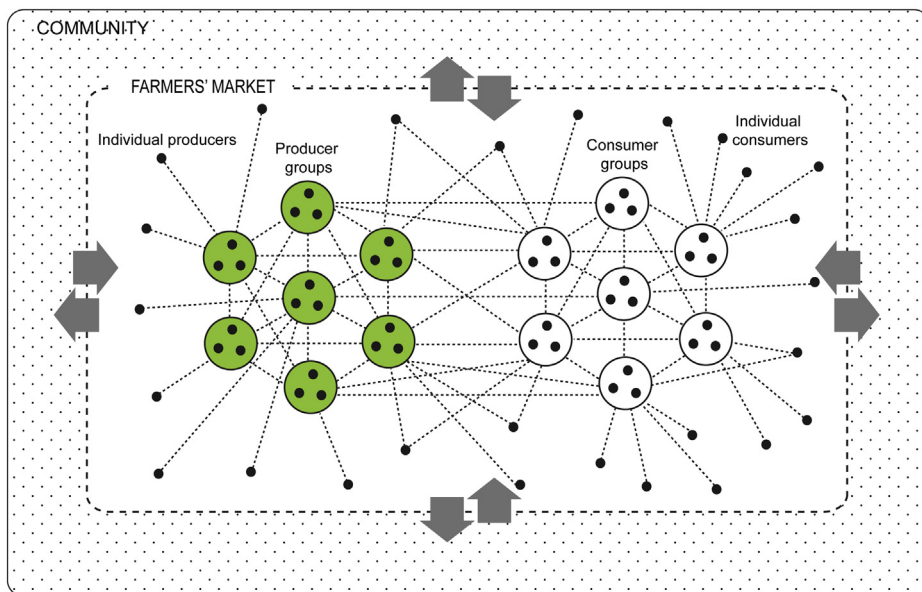 COMMUNITY
FARMERS' MARKET
Individual producers
Producer
groups
Consumer
groups
Individual
consumers